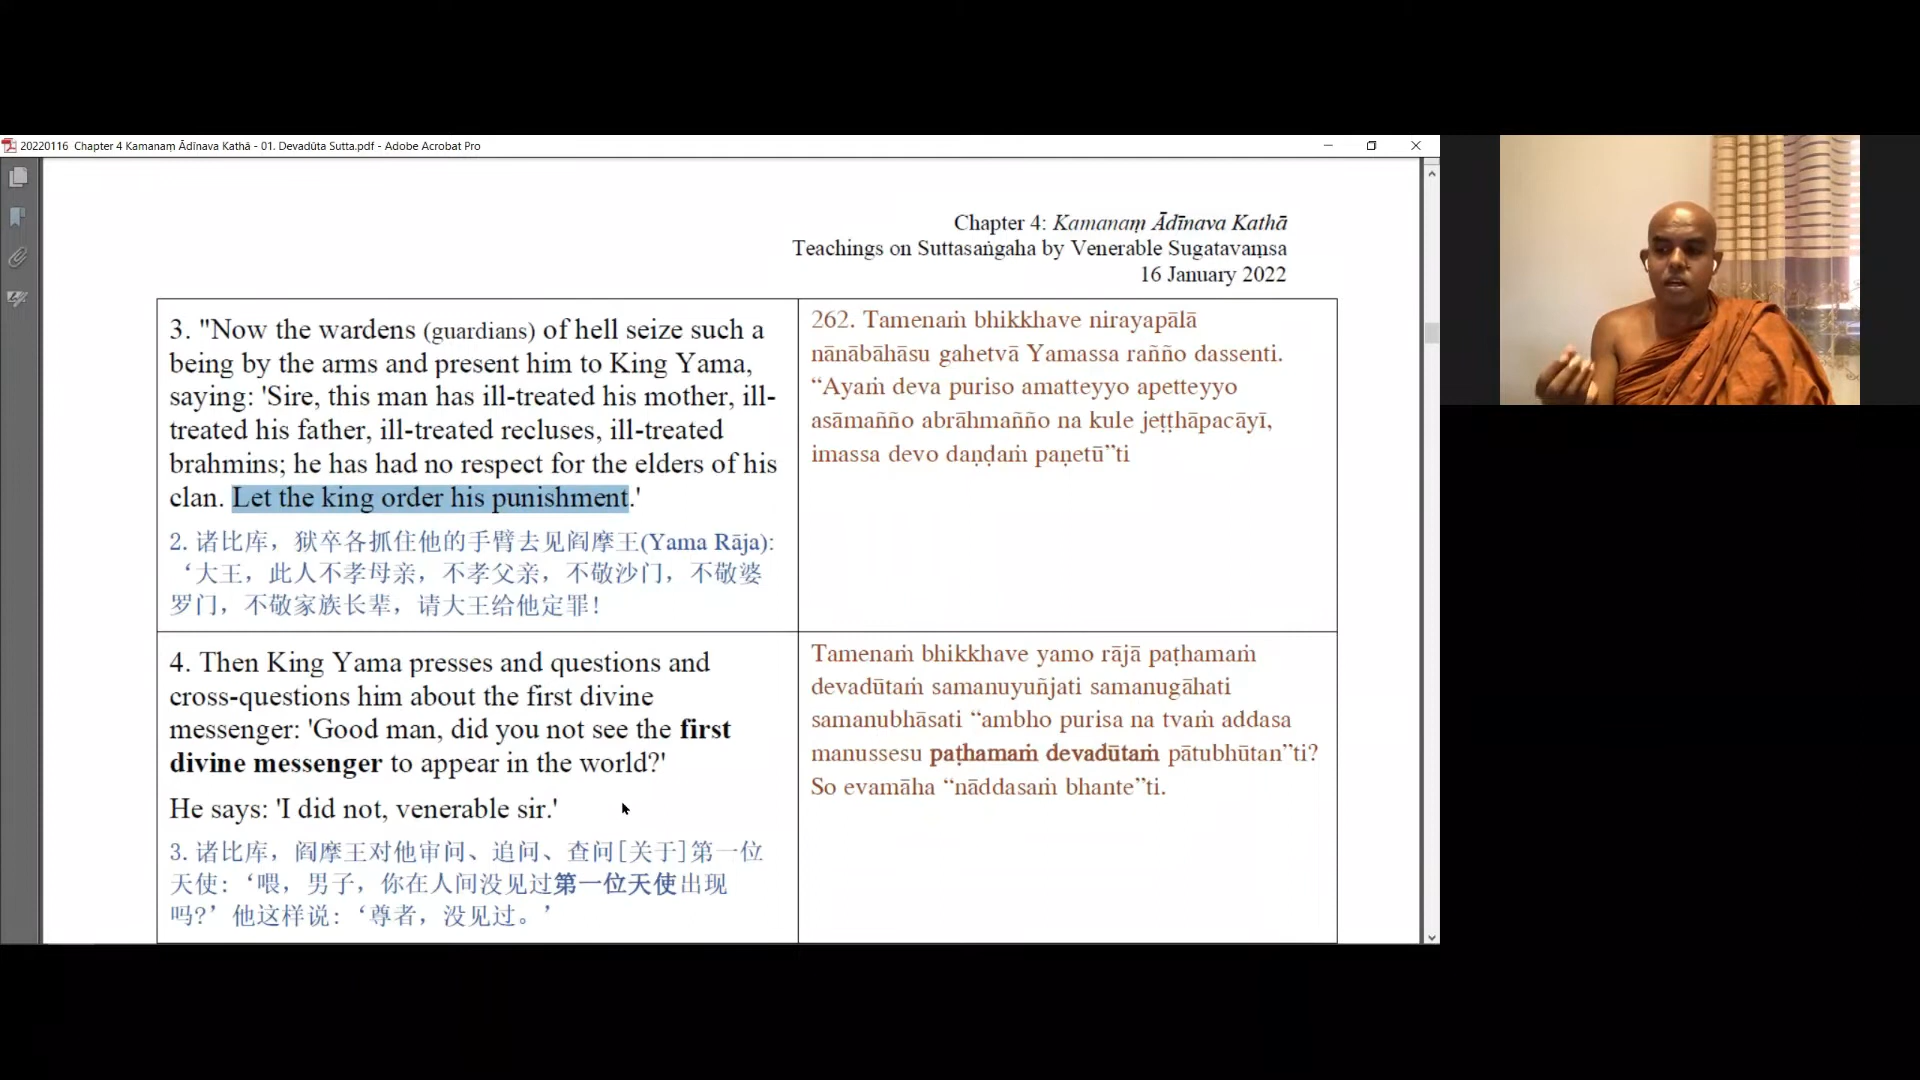 20220116 Chapter 4 Kamanaṃ Ādīnava Kathā - 01. Devadūta Sutta.pdf - Adobe Acrobat Pro
Chapter 4: Kamanaṃ Ādīnava Kathā
Teachings on Suttasaṅgaha by Venerable Sugatavaṃsa
16 January 2022
3. "Now the wardens (guardians) of hell seize such a
being by the arms and present him to King Yama,
saying: 'Sire, this man has ill-treated his mother, ill-
treated his father, ill-treated recluses, ill-treated
brahmins; he has had no respect for the elders of his
clan. Let the king order his punishment.'
2. 诸比库，狱卒各抓住他的手臂去见阎摩王(Yama Rāja):
‘大王，此人不孝母亲，不孝父亲，不敬沙门，不敬婆
罗门，不敬家族长辈，请大王给他定罪！
262. Tamenaṁ bhikkhave nirayapālā
nānābāhāsu gahetvā Yamassa rañño dassenti.
“Ayaṁ deva puriso amatteyyo apetteyyo
asāmañño abrāhmañño na kule jeṭṭhāpacāyī,
imassa devo daṇḍaṁ paṇetū”ti
4. Then King Yama presses and questions and
cross-questions him about the first divine
messenger: 'Good man, did you not see the first
divine messenger to appear in the world?'
He says: 'I did not, venerable sir.'
3. 诸比库，阎摩王对他审问、追问、查问[关于]第一位
天使:‘喂，男子，你在人间没见过第一位天使出现
吗?’他这样说:‘尊者，没见过。’
Tamenaṁ bhikkhave yamo rājā paṭhamaṁ
devadūtaṁ samanuyuñjati samanugāhati
samanubhāsati “ambho purisa na tvaṁ addasa
manussesu paṭhamaṁ devadūtaṁ pātubhūtan”ti?
So evamāha “nāddasaṁ bhante”ti.